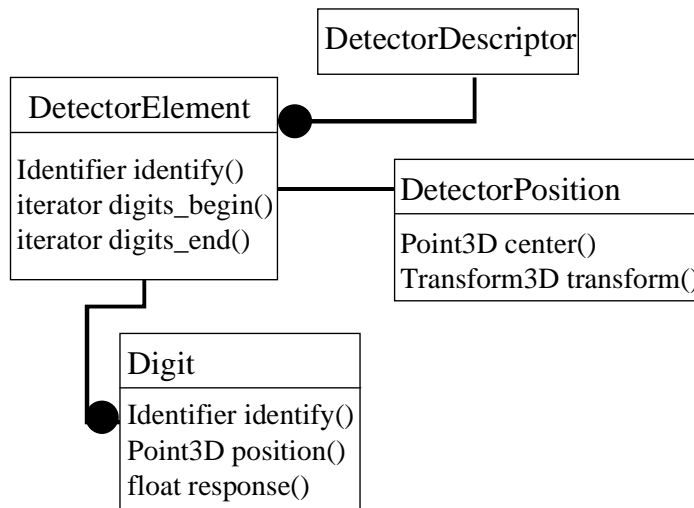 DetectorDescriptor
DetectorElement
Identifier identify()
iterator digits_begin()
iterator digits_end()
DetectorPosition
Point3D center()
Transform3D transform()
Digit
Identifier identify()
Point3D position()
float response()